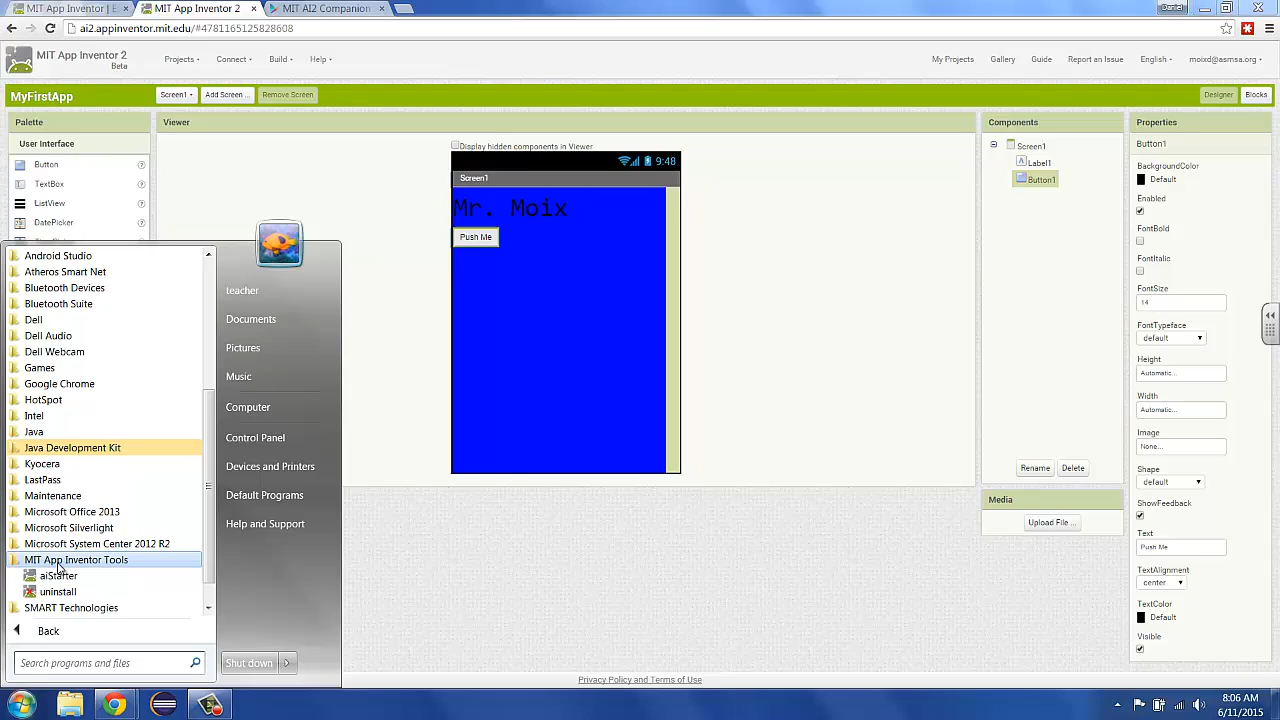 MIT App Inventor | E
MIT App Inventor 2
MIT AI2 Companion
Daniel
ai2.appinventor.mit.edu/#4781165125828608
MIT App Inventor 2
Beta
Projects
Connect
Build
Help
My Projects
Gallery
Guide
Report an Issue
English
moixd@asmsa.org
MyFirstApp
Screen1
Add Screen ...
Remove Screen
Designer
Blocks
Palette
User Interface
Button
TextBox
ListView
DatePicker
Viewer
Display hidden components in Viewer
9:48
Screen1
Mr. Moix
Push Me
Components
Screen1
Label1
Button1
Rename
Delete
Media
Upload File ...
Properties
Button1
BackgroundColor
Default
Enabled
FontBold
FontItalic
FontSize
14
FontTypeface
default
Height
Automatic...
Width
Automatic...
Image
None...
Shape
default
ShowFeedback
Text
Push Me
TextAlignment
center
TextColor
Default
Visible
Android Studio
Atheros Smart Net
Bluetooth Devices
Bluetooth Suite
Dell
Dell Audio
Dell Webcam
Games
Google Chrome
HotSpot
Intel
Java
Java Development Kit
Kyocera
LastPass
Maintenance
Microsoft Office 2013
Microsoft Silverlight
Microsoft System Center 2012 R2
MIT App Inventor Tools
aiStarter
uninstall
SMART Technologies
Back
Search programs and files
teacher
Documents
Pictures
Music
Computer
Control Panel
Devices and Printers
Default Programs
Help and Support
Shut down
Privacy Policy and Terms of Use
8:06 AM
6/11/2015